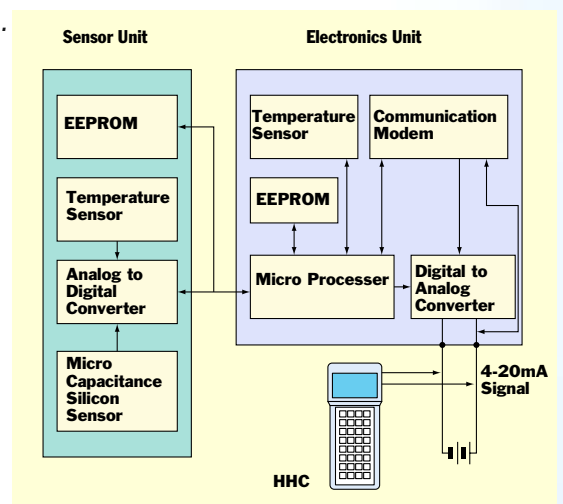 Sensor Unit
Electronics Unit
EEPROM
Temperature
Sensor
Analog to
Digital
Converter
Micro
Capacitance
Silicon
Sensor
Temperature
Sensor
Communication
Modem
EEPROM
Micro Processer
Digital to
Analog
Converter
4-20mA
Signal
HHC